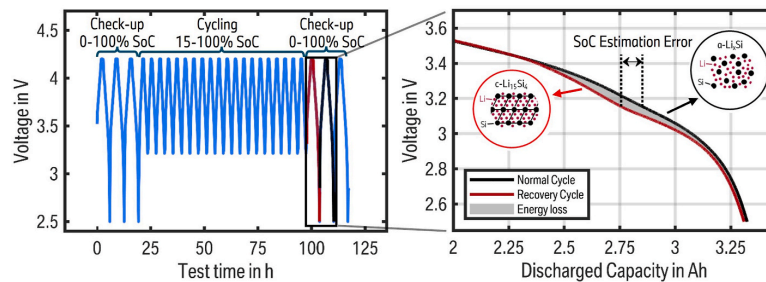 Check-up
0-100% SoC
Cycling
15-100% SoC
Check-up
0-100% SoC
Voltage in V
4.5
4
3.5
3
2.5
0
25
50
75
100
125
Test time in h
SoC Estimation Error
c-Li15Si4
Li
Si
α-LixSi
Li
Si
Voltage in V
3.6
3.4
3.2
3
2.8
2.6
Normal Cycle
Recovery Cycle
Energy loss
2
2.25
2.5
2.75
3
3.25
Discharged Capacity in Ah